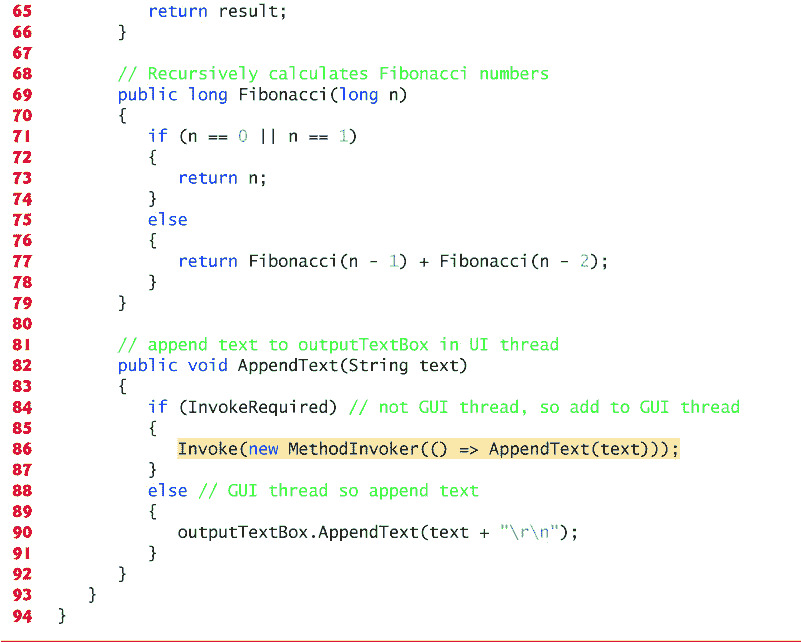 65 return result;
66 }
67
68 // Recursively calculates Fibonacci numbers
69 public long Fibonacci(long n)
70 {
71 if (n == 0 || n == 1)
72 {
73 return n;
74 }
75 else
76 {
77 return Fibonacci(n - 1) + Fibonacci(n - 2);
78 }
79 }
80
81 // append text to outputTextBox in UI thread
82 public void AppendText(String text)
83 {
84 if (InvokeRequired) // not GUI thread, so add to GUI thread
85 {
86 Invoke(new MethodInvoker(() => AppendText(text)));
87 }
88 else // GUI thread so append text
89 {
90 outputTextBox.AppendText(text + "\r\n");
91 }
92 }
93 }
94 }